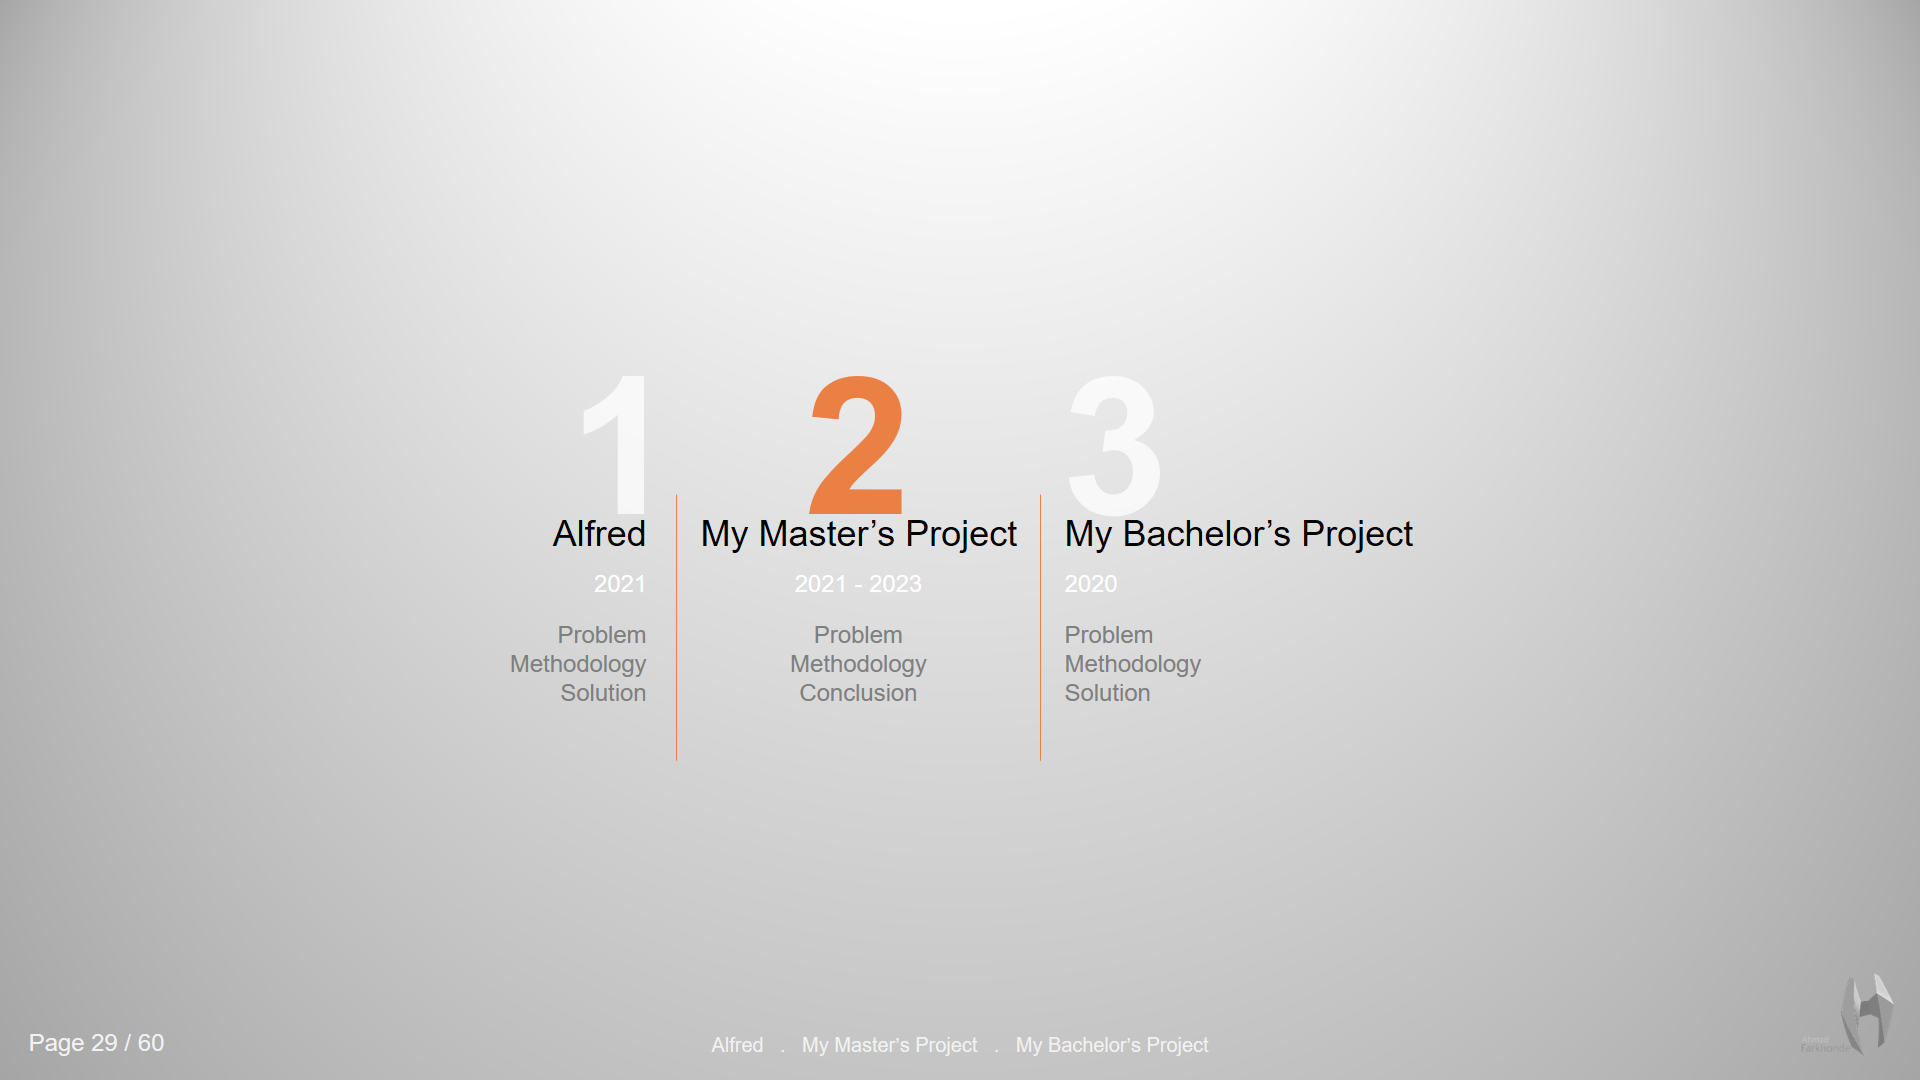 1
Alfred
2021
Problem
Methodology
Solution
2
My Master’s Project
2021 - 2023
Problem
Methodology
Conclusion
3
My Bachelor’s Project
2020
Problem
Methodology
Solution
Page 29 / 60
Alfred . My Master’s Project . My Bachelor’s Project